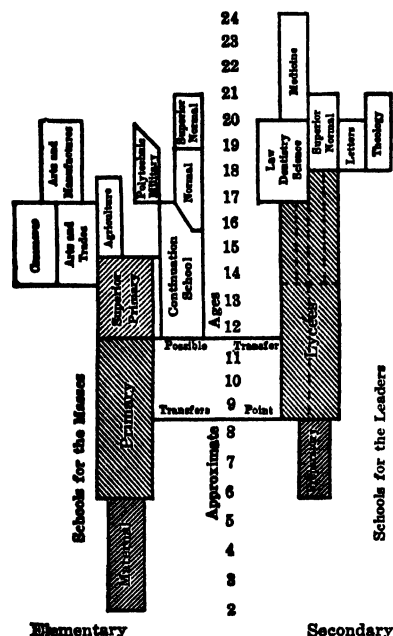 24
23
22
21
20
19
18
17
16
15
14
13
12
11
10
9
8
7
6
5
4
3
2
Ages
Approximate
Schools for the Masses
Schools for the Leaders
Arts and
Manufactures
Arts and
Trades
Agriculture
Superior
Primary
Primary
Maternal
Polytechnic
Military
Superior
Normal
Normal
Continuation
School
Possible Transfer
Transfers Point
Medicine
Law
Dentistry
Science
Superior
Normal
Letters
Theology
Lycées
Elementary
Secondary